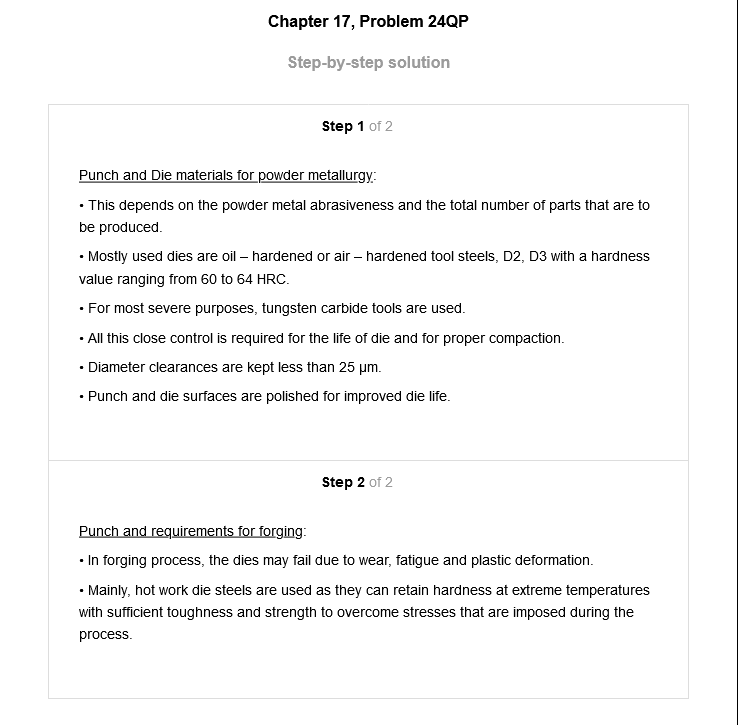 Chapter 17, Problem 24QP
Step-by-step solution
Step 1 of 2
Punch and Die materials for powder metallurgy:
• This depends on the powder metal abrasiveness and the total number of parts that are to
be produced.
• Mostly used dies are oil – hardened or air – hardened tool steels, D2, D3 with a hardness
value ranging from 60 to 64 HRC.
• For most severe purposes, tungsten carbide tools are used.
• All this close control is required for the life of die and for proper compaction.
• Diameter clearances are kept less than 25 μm.
• Punch and die surfaces are polished for improved die life.
Step 2 of 2
Punch and requirements for forging:
• In forging process, the dies may fail due to wear, fatigue and plastic deformation.
• Mainly, hot work die steels are used as they can retain hardness at extreme temperatures
with sufficient toughness and strength to overcome stresses that are imposed during the
process.